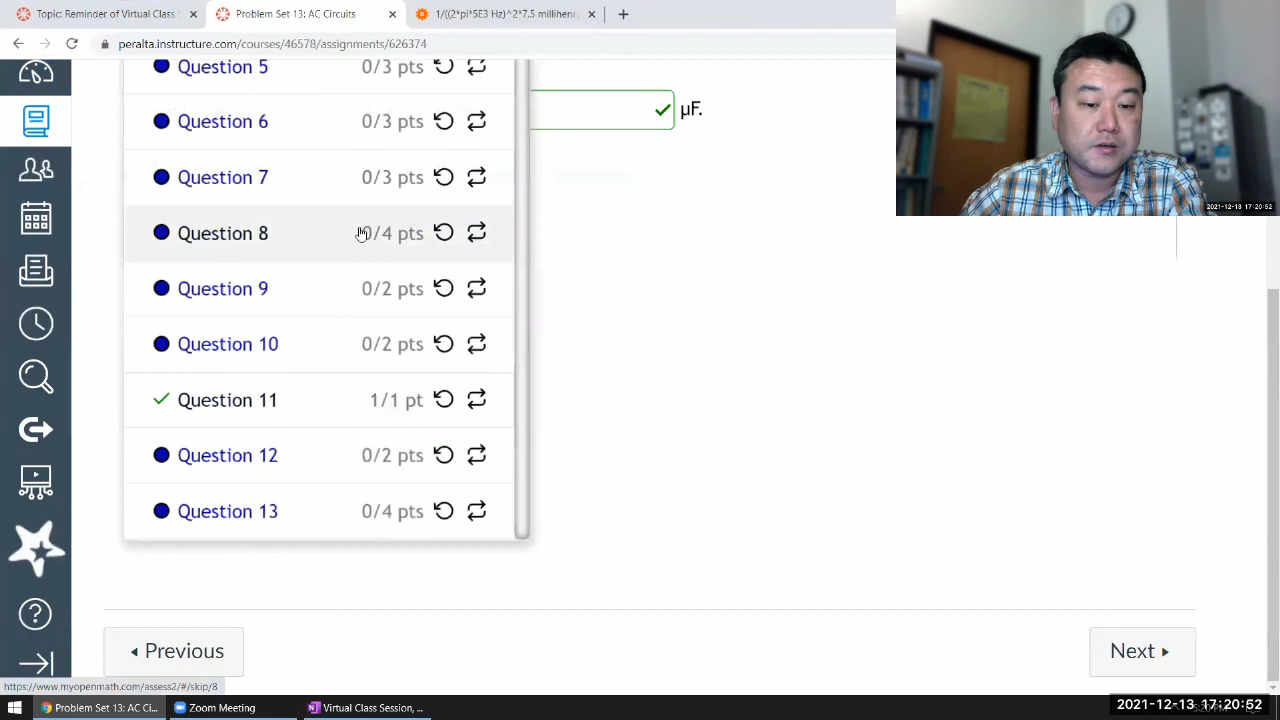 Topic: Reminder of Virtual Class
Problem Set 13: AC Circuits
1/((2*pi*5E3 Hz)^2*7.5 millihenr
peralta.instructure.com/courses/46578/assignments/626374
Question 5 0/3 pts
µF.
Question 6 0/3 pts
Question 7 0/3 pts
Question 8 0/4 pts
Question 9 0/2 pts
Question 10 0/2 pts
Question 11 1/1 pt
Question 12 0/2 pts
Question 13 0/4 pts
Previous
Next
https://www.myopenmath.com/assess2/#/skip/8
Problem Set 13: AC Ci...
Zoom Meeting
Virtual Class Session, ...
2021-12-13 17:20:52
2021-12-13 17:20:52